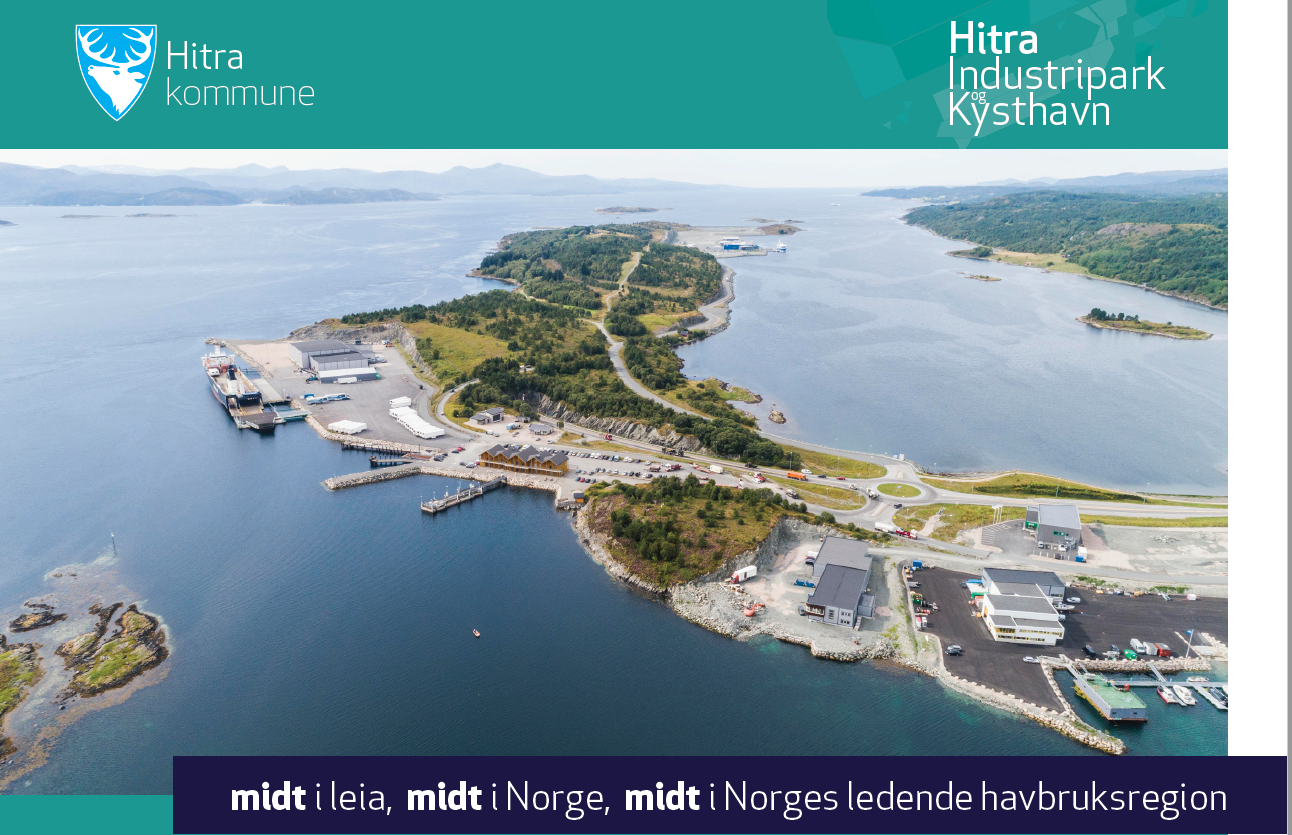 Hitra
kommune
Hitra
Industripark
og
Kysthavn
midt i leia, midt i Norge, midt i Norges ledende havbruksregion